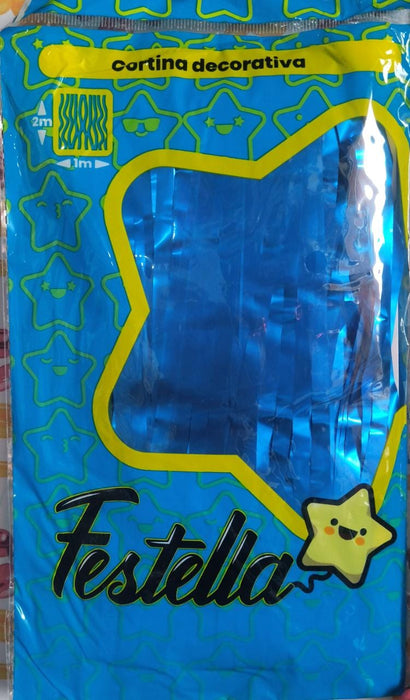 Cortina decorativa
2m
1m
Festella